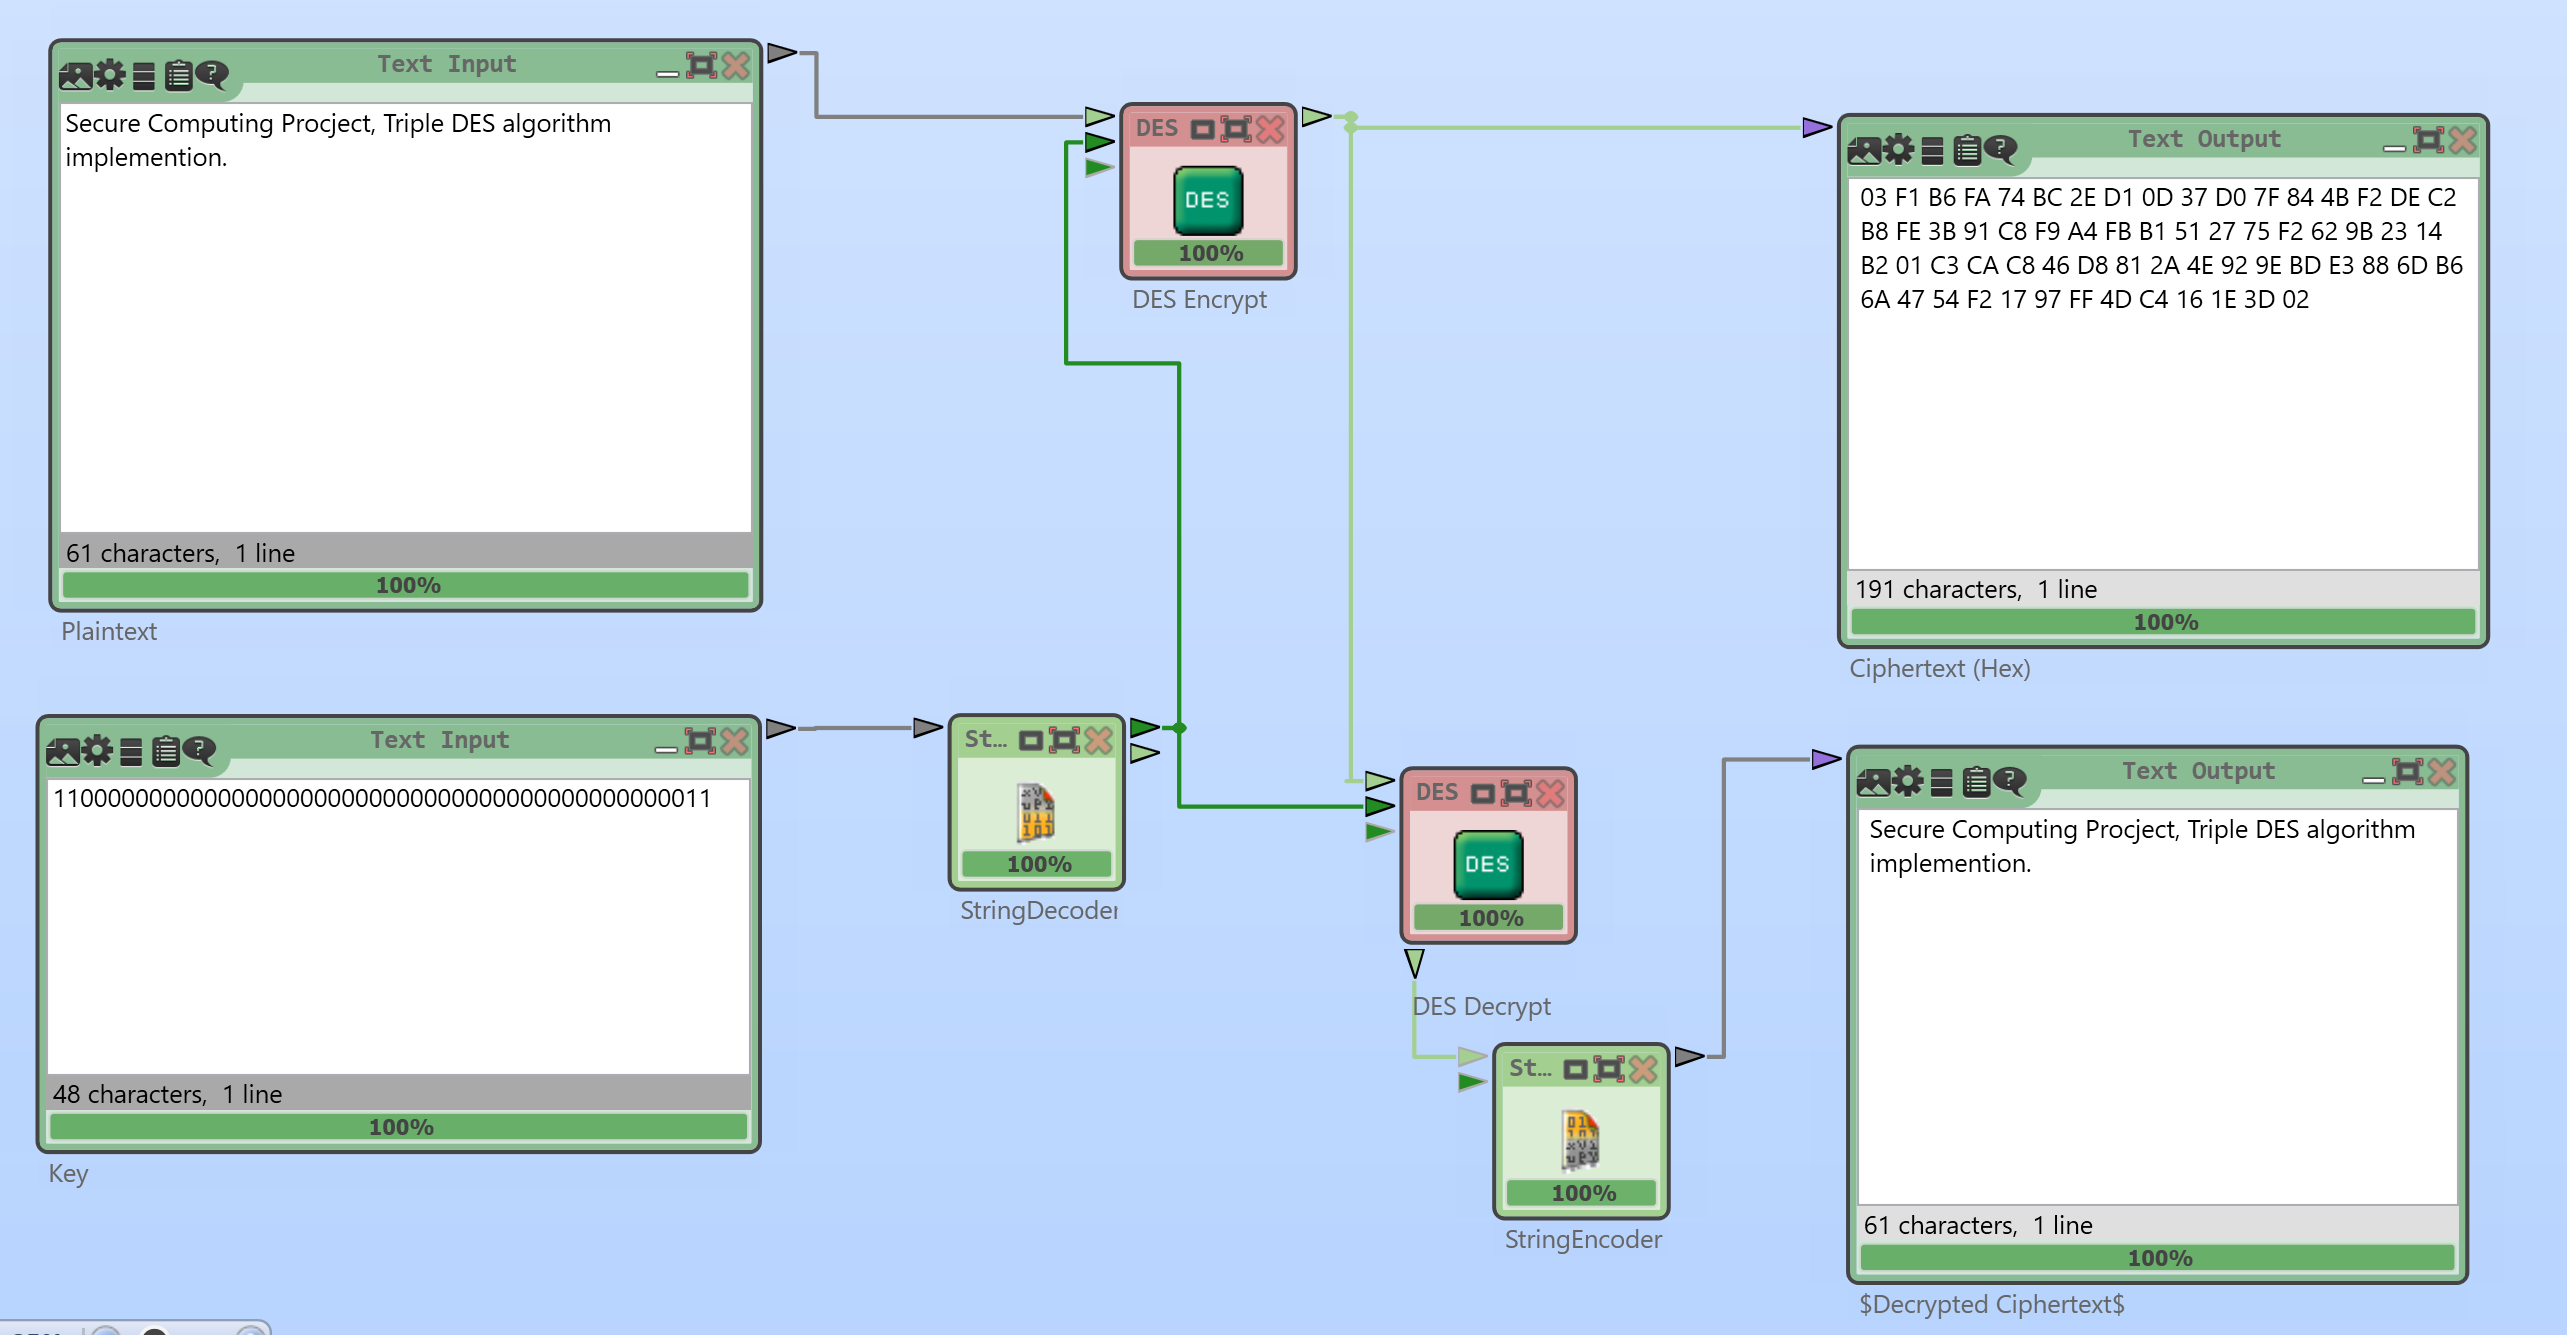 Text Input
Secure Computing Procject, Triple DES algorithm
implemention.
61 characters,  1 line
100%
Plaintext
DES
DES
100%
DES Encrypt
Text Output
03 F1 B6 FA 74 BC 2E D1 0D 37 D0 7F 84 4B F2 DE C2
B8 FE 3B 91 C8 F9 A4 FB B1 51 27 75 F2 62 9B 23 14
B2 01 C3 CA C8 46 D8 81 2A 4E 92 9E BD E3 88 6D B6
6A 47 54 F2 17 97 FF 4D C4 16 1E 3D 02
191 characters,  1 line
100%
Ciphertext (Hex)
Text Input
110000000000000000000000000000000000000000000011
48 characters,  1 line
100%
Key
St...
100%
StringDecoder
DES
DES
100%
DES Decrypt
St...
100%
StringEncoder
Text Output
Secure Computing Procject, Triple DES algorithm
implemention.
61 characters,  1 line
100%
$Decrypted Ciphertext$